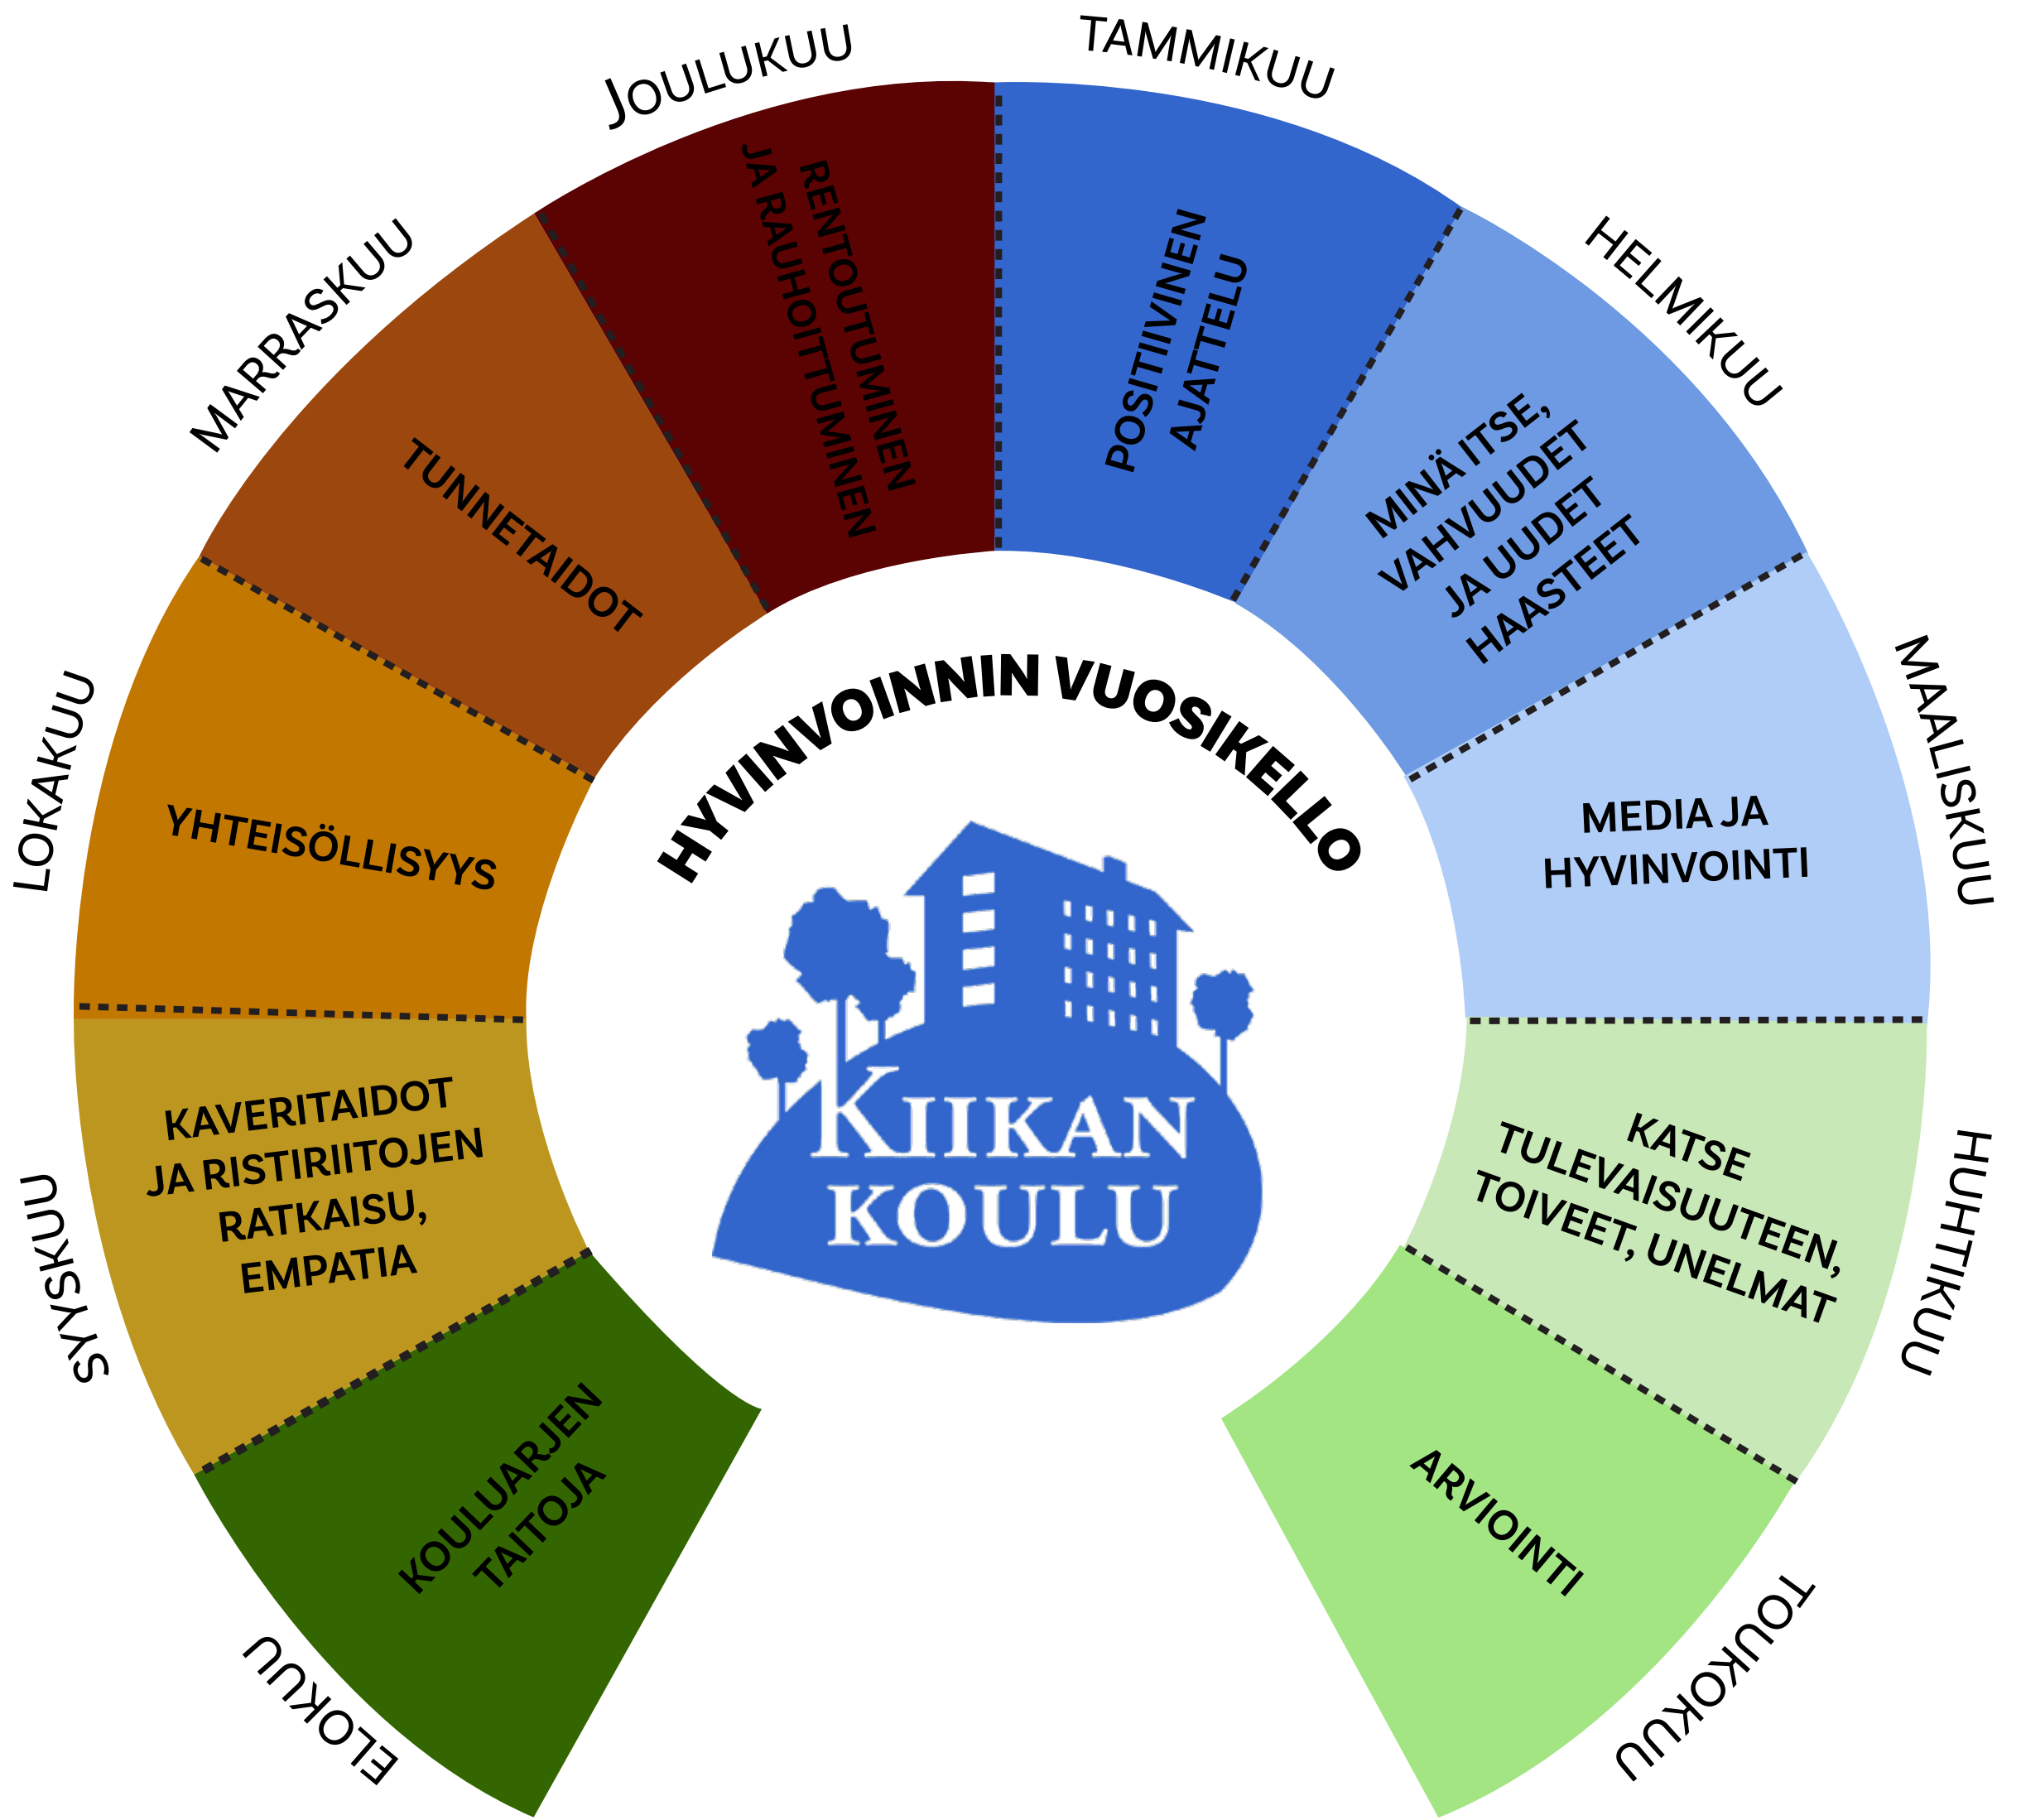 HYVINVOINNIN VUOSIKELLO
KIIKAN
KOULU
ELOKUU
KOULUARJEN
TAITOJA
SYYSKUU
KAVERITAIDOT
JA RISTIRIITOJEN
RATKAISU,
EMPATIA
LOKAKUU
YHTEISÖLLISYYS
MARRASKUU
TUNNETAIDOT
JOULUKUU
RENTOUTUMINEN
JA RAUHOITTUMINEN
TAMMIKUU
POSITIIVINEN
AJATTELU
HELMIKUU
MINÄ ITSE,
VAHVUUDET
JA UUDET
HAASTEET
MAALISKUU
MEDIA JA
HYVINVOINTI
HUHTIKUU
KATSE
TULEVAISUUTEEN,
TOIVEET, UNELMAT
TOUKOKUU
ARVIOINTI